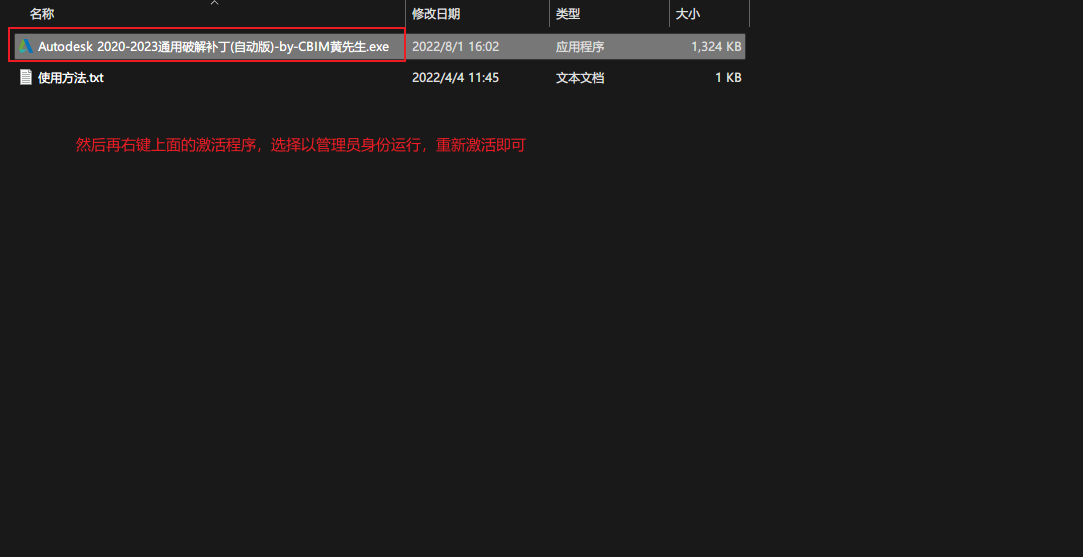 名称 修改日期 类型 大小
Autodesk 2020-2023通用破解补丁(自动版)-by-CBIM黄先生.exe 2022/8/1 16:02 应用程序 1,324 KB
使用方法.txt 2022/4/4 11:45 文本文档 1 KB
然后再右键上面的激活程序，选择以管理员身份运行，重新激活即可